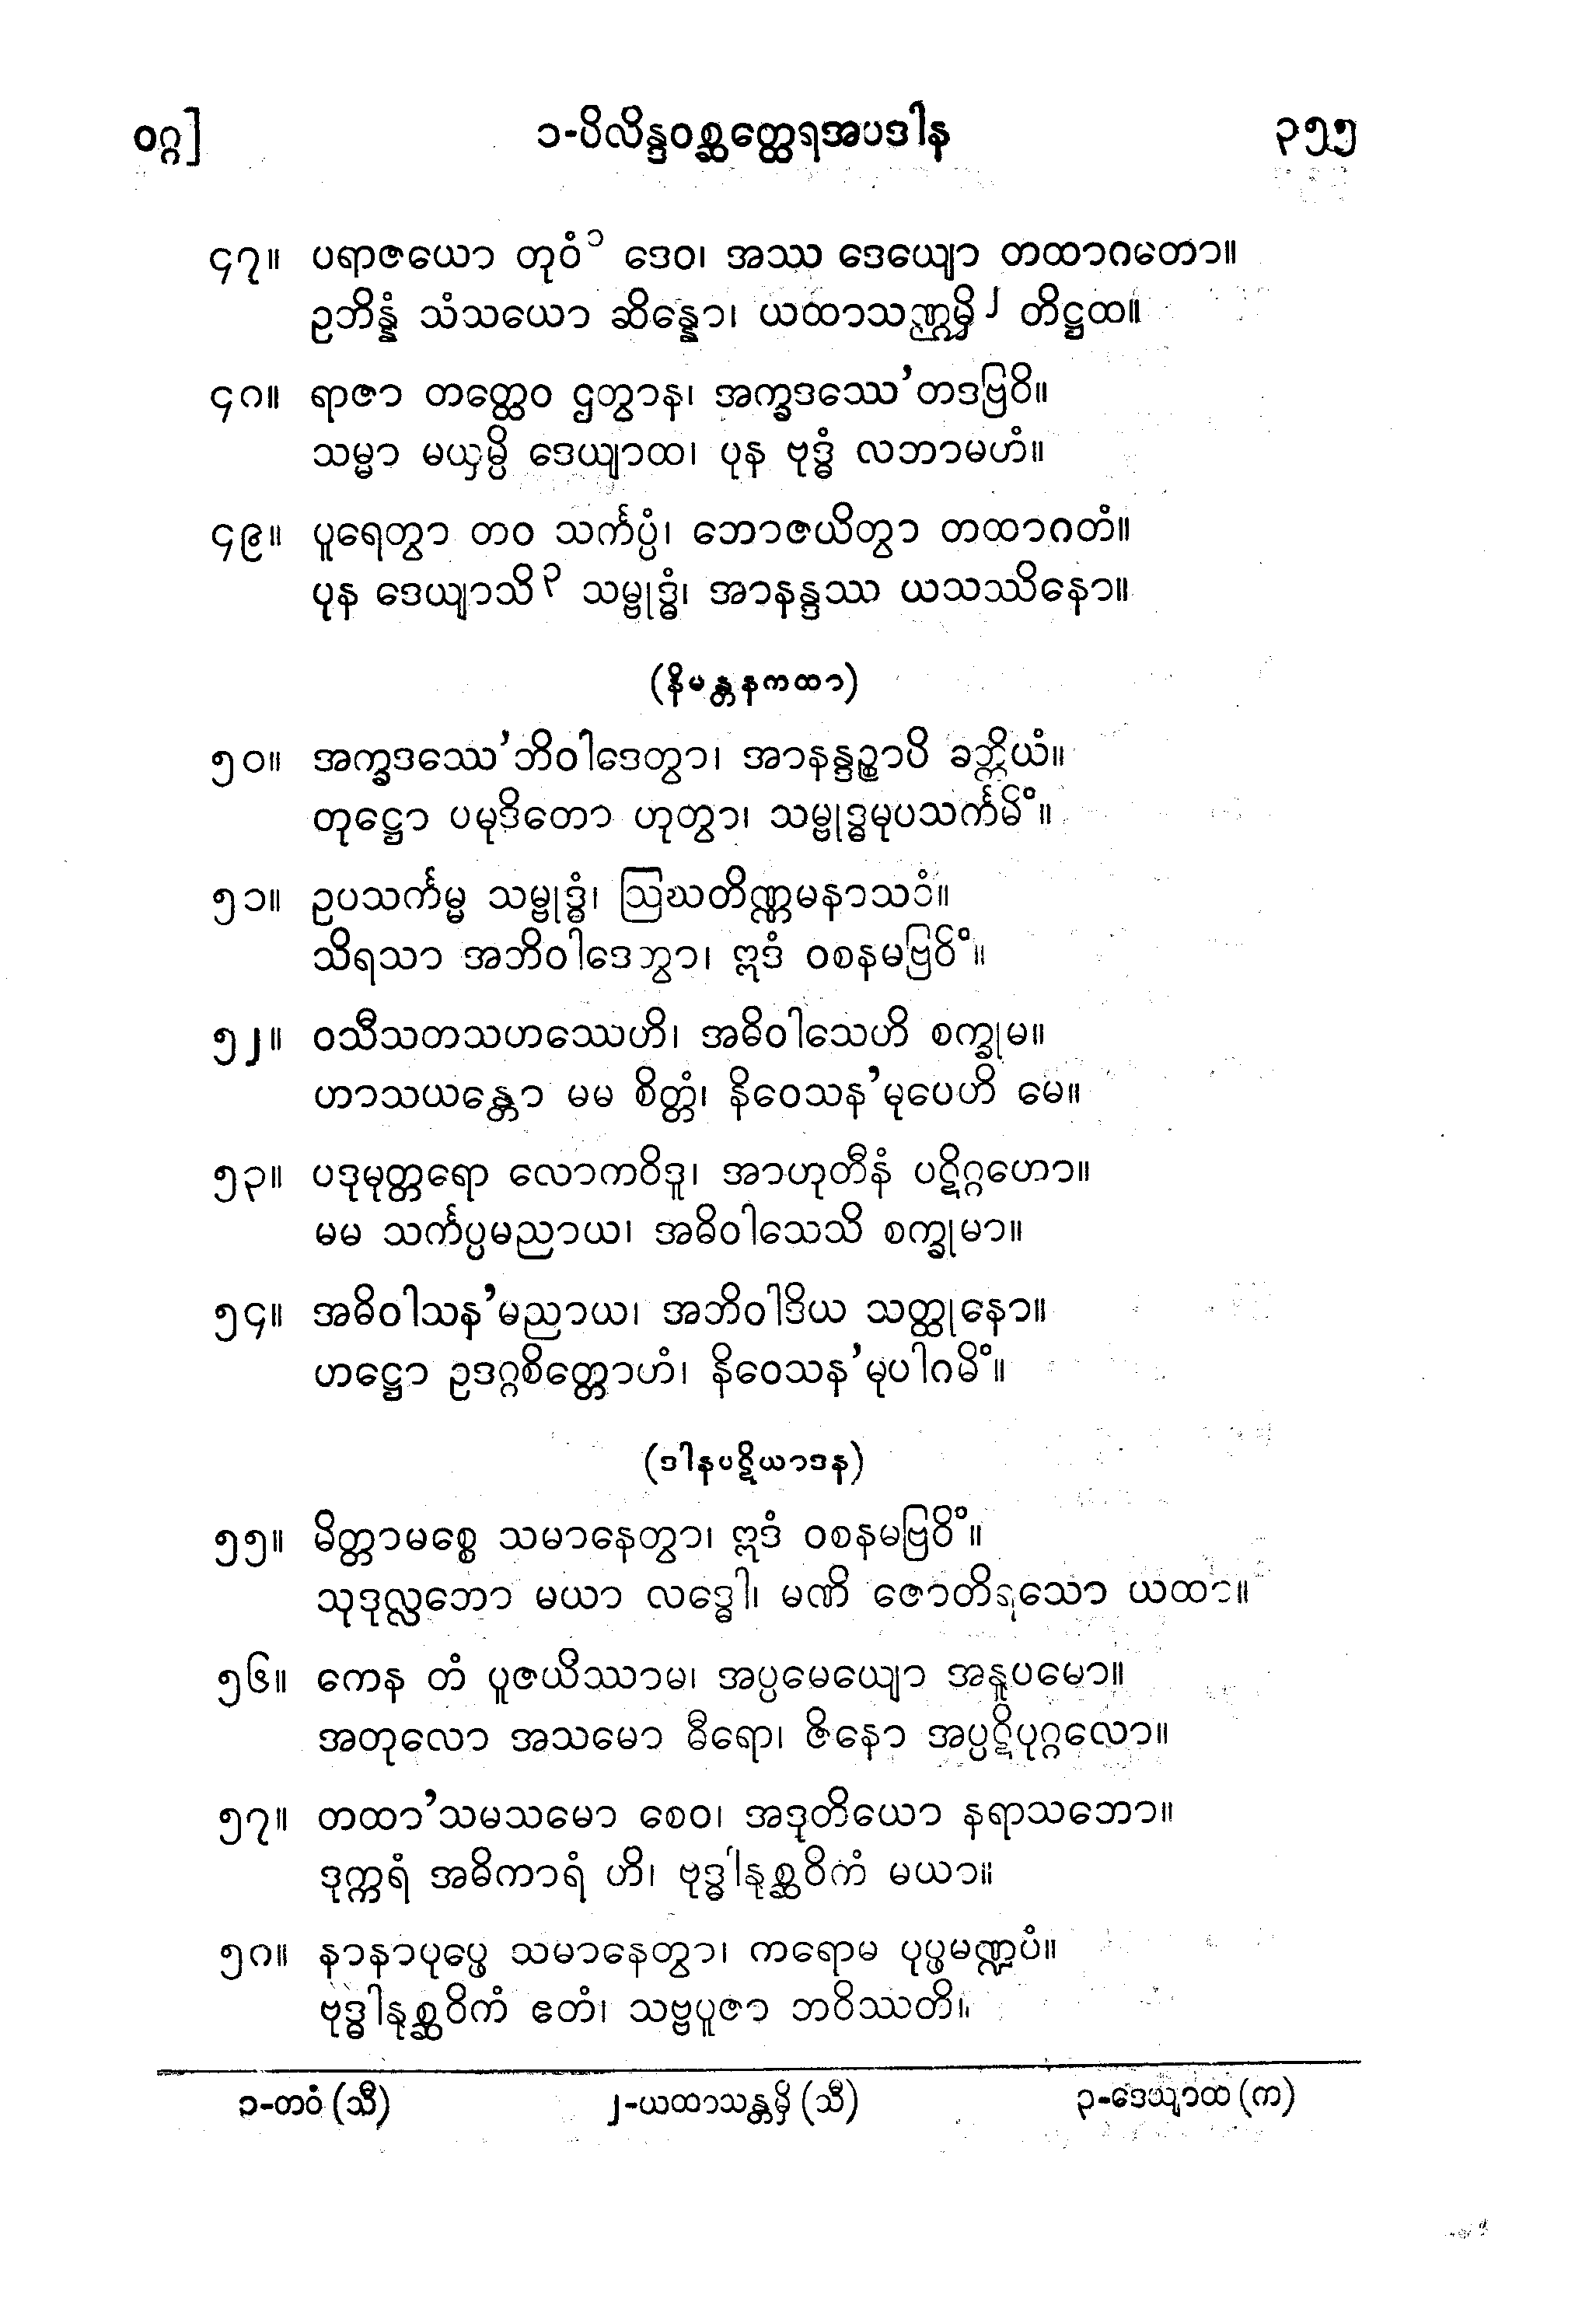 ဝဂ္ဂ]
၁-ပိလိန္ဒဝစ္ဆတ္ထေရအပဒါန
၃၅၅
၄၇။ ပရာဇယော တုဝံ၁ ဒေဝ၊ အဿ ဒေယျော တထာဂတော။
ဥဘိန္နံ သံသယော ဆိန္နော၊ ယထာသဏ္ဌမှိ၂ တိဋ္ဌထ။
၄၈။ ရာဇာ တတ္ထေဝ ဌတွာန၊ အက္ခဒဿေ’တဒဗြဝိ။
သမ္မာ မယှမ္ပိ ဒေယျာထ၊ ပုန ဗုဒ္ဓံ လဘာမဟံ။
၄၉။ ပူရေတွာ တဝ သင်္ကပ္ပံ၊ ဘောဇယိတွာ တထာဂတံ။
ပုန ဒေယျာသိ၃ သမ္ဗုဒ္ဓံ၊ အာနန္ဒဿ ယသဿိနော။
(နိမန္တနကထာ)
၅၀။ အက္ခဒဿေ’ဘိဝါဒေတွာ၊ အာနန္ဒဉ္စာပိ ခတ္တိယံ။
တုဋ္ဌော ပမုဒိတော ဟုတွာ၊ သမ္ဗုဒ္ဓမုပသင်္ကမိံ။
၅၁။ ဥပသင်္ကမ္မ သမ္ဗုဒ္ဓံ၊ ဩဃတိဏ္ဏမနာသဝံ။
သိရသာ အဘိဝါဒေတွာ၊ ဣဒံ ဝစနမဗြဝိံ။
၅၂။ ဝသီသတသဟဿေဟိ၊ အဓိဝါသေဟိ စက္ခုမ။
ဟာသယန္တော မမ စိတ္တံ၊ နိဝေသန’မုပေဟိ မေ။
၅၃။ ပဒုမုတ္တရော လောကဝိဒူ၊ အာဟုတီနံ ပဋိဂ္ဂဟော။
မမ သင်္ကပ္ပမညာယ၊ အဓိဝါသေသိ စက္ခုမာ။
၅၄။ အဓိဝါသန’မညာယ၊ အဘိဝါဒိယ သတ္ထုနော။
ဟဋ္ဌော ဥဒဂ္ဂစိတ္တောဟံ၊ နိဝေသန’မုပါဂမိံ။
(ဒါနပဋိယာဒန)
၅၅။ မိတ္တာမစ္စေ သမာနေတွာ၊ ဣဒံ ဝစနမဗြဝိံ။
သုဒုလ္လဘော မယာ လဒ္ဓေါ၊ မဏိ ဇောတိရသော ယထာ။
၅၆။ ကေန တံ ပူဇယိဿာမ၊ အပ္ပမေယျော အနူပမော။
အတုလော အသမော ဓီရော၊ ဇိနော အပ္ပဋိပုဂ္ဂလော။
၅၇။ တထာ’သမသမော စေဝ၊ အဒုတိယော နရာသဘော။
ဒုက္ကရံ အဓိကာရံ ဟိ၊ ဗုဒ္ဓါနုစ္ဆဝိကံ မယာ။
၅၈။ နာနာပုပ္ဖေ သမာနေတွာ၊ ကရောမ ပုပ္ဖမဏ္ဍပံ။
ဗုဒ္ဓါနုစ္ဆဝိကံ ဧတံ၊ သဗ္ဗပူဇာ ဘဝိဿတိ။
၁-တဝံ (သီ)
၂-ယထာသန္တမှိ (သီ)
၃-ဒေယျာထ (က)